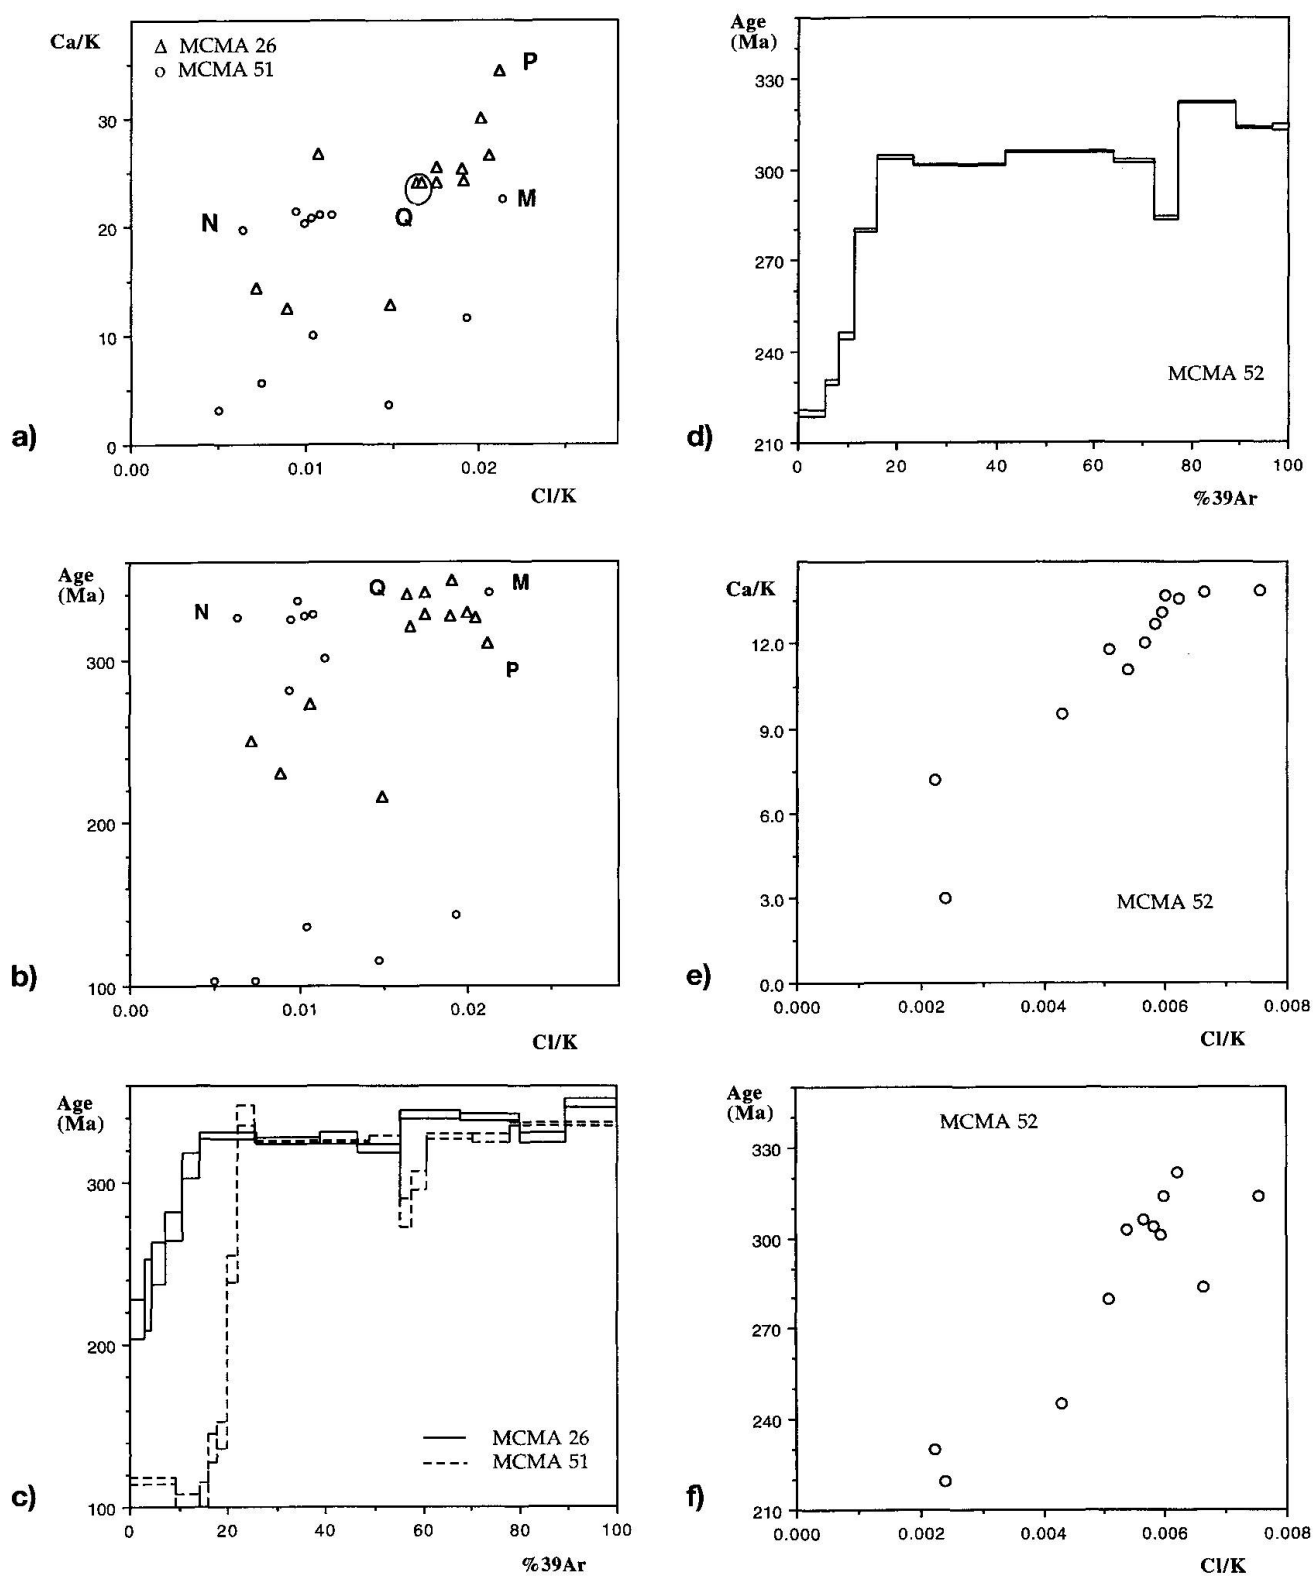 Ca/K
△ MCMA 26
○ MCMA 51
P
30
M
N
20
Q
10
0
a)
0.00
0.01
0.02
Cl/K
Age
(Ma)
330
300
270
240
MCMA 52
210
d)
0
20
40
60
80
100
%39Ar
Age
(Ma)
Q
M
N
300
P
200
100
b)
0.00
0.01
0.02
Cl/K
Ca/K
12.0
9.0
6.0
3.0
MCMA 52
0.0
e)
0.000
0.002
0.004
0.006
0.008
Cl/K
Age
(Ma)
300
200
MCMA 26
MCMA 51
100
c)
0
20
40
60
80
100
%39Ar
Age
(Ma)
MCMA 52
330
300
270
240
210
f)
0.000
0.002
0.004
0.006
0.008
Cl/K